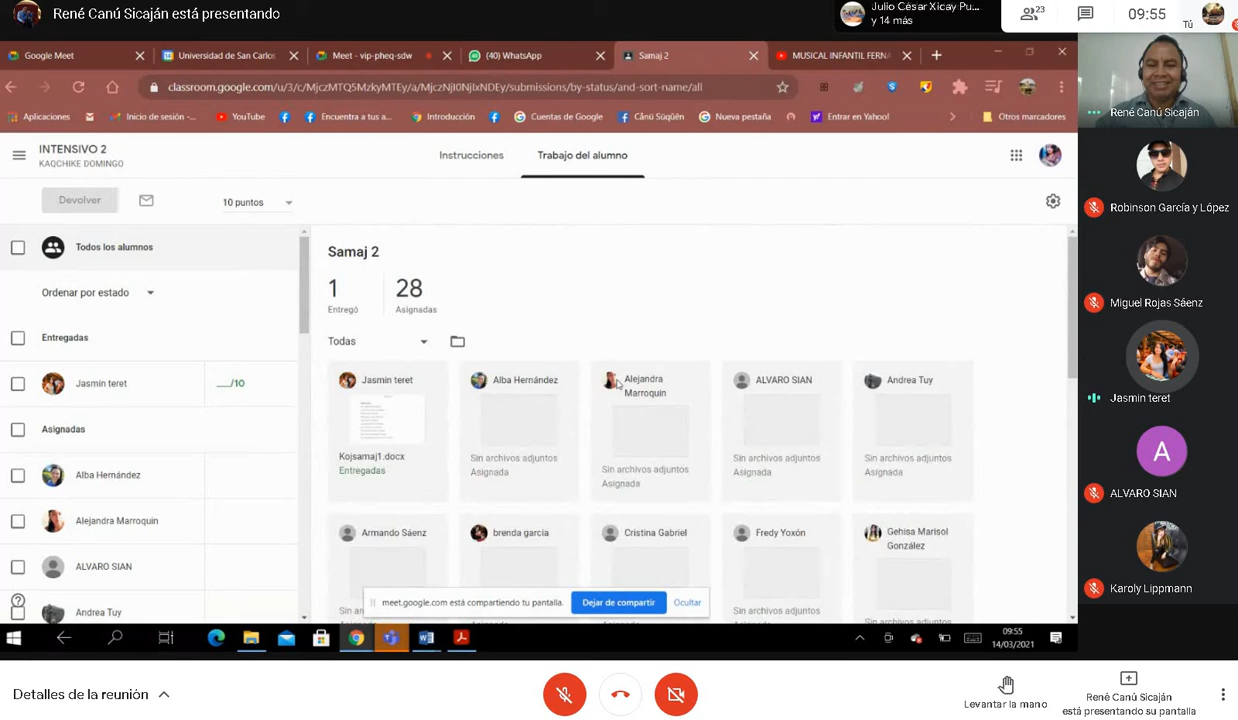 René Canú Sicaján está presentando
Julio César Xicay Pu...
y 14 más
23
09:55
Tú
Google Meet
Universidad de San Carlos
Meet - vip-pheq-sdw
(40) WhatsApp
Samaj 2
MUSICAL INFANTIL FERNA
classroom.google.com/u/3/c/MjczMTQ5MzkyMTEy/a/MjczNjI0NjIxNDEy/submissions/by-status/and-sort-name/all
Aplicaciones
Inicio de sesión -...
YouTube
Encuentra a tus a...
Introducción
Cuentas de Google
Cånü Süqüën
Nueva pestaña
Entrar en Yahoo!
Otros marcadores
INTENSIVO 2
KAQCHIKE DOMINGO
Instrucciones
Trabajo del alumno
Devolver
10 puntos
Todos los alumnos
Ordenar por estado
Entregadas
Jasmin teret
__/10
Asignadas
Alba Hernández
Alejandra Marroquin
ALVARO SIAN
Andrea Tuy
Samaj 2
1
Entregó
28
Asignadas
Todas
Jasmin teret
Kojsamaj1.docx
Entregadas
Alba Hernández
Sin archivos adjuntos
Asignada
Alejandra
Marroquin
Sin archivos adjuntos
Asignada
ALVARO SIAN
Sin archivos adjuntos
Asignada
Andrea Tuy
Sin archivos adjuntos
Asignada
Armando Sáenz
brenda garcía
Cristina Gabriel
Fredy Yoxón
Gehisa Marisol
González
Sin archivos adjuntos
meet.google.com está compartiendo tu pantalla.
Dejar de compartir
Ocultar
09:55
14/03/2021
René Canú Sicaján
Robinson García y López
Miguel Rojas Sáenz
Jasmin teret
A
ALVARO SIAN
Karoly Lippmann
Detalles de la reunión
Levantar la mano
René Canú Sicaján
está presentando su pantalla